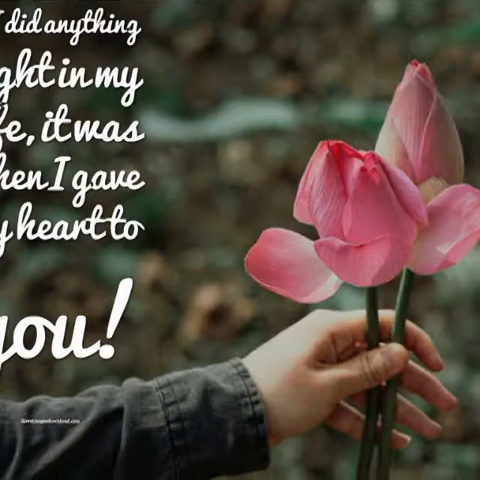 I did anything
ght in my
fe, it was
hen I gave
y heart to
you!